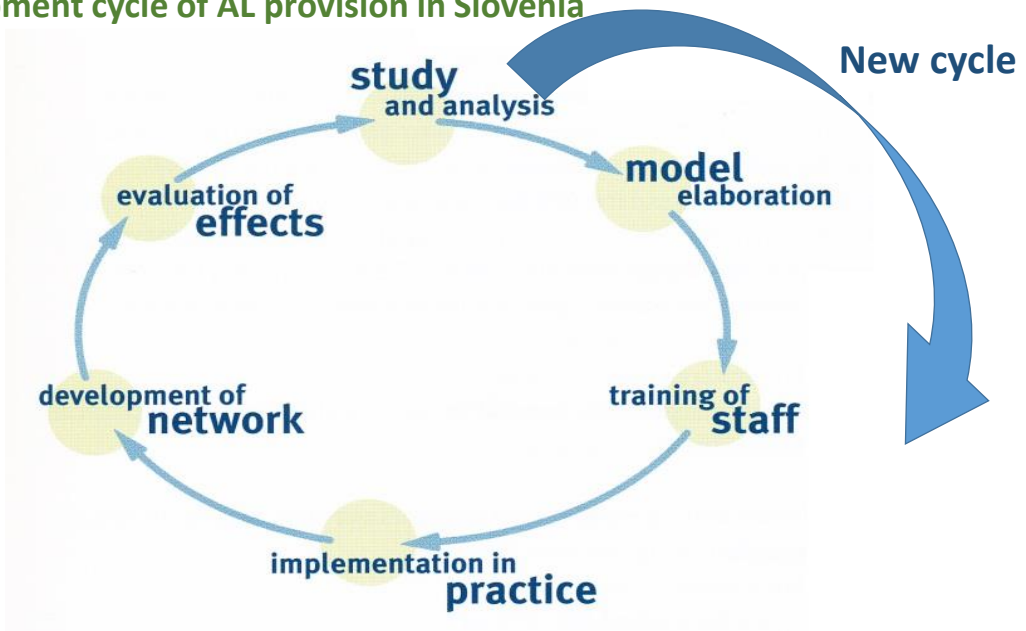 ment cycle of AL provision in Slovenia
New cycle
study
and analysis
model
elaboration
training of
staff
implementation in
practice
development of
network
evaluation of
effects